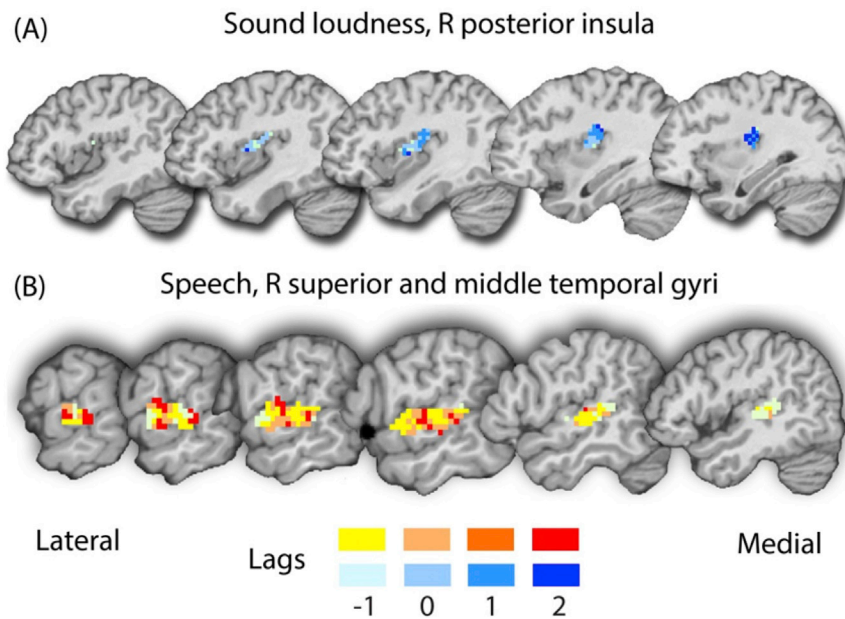 (A) Sound loudness, R posterior insula
(B) Speech, R superior and middle temporal gyri
Lateral
Lags
Medial
-1 0 1 2